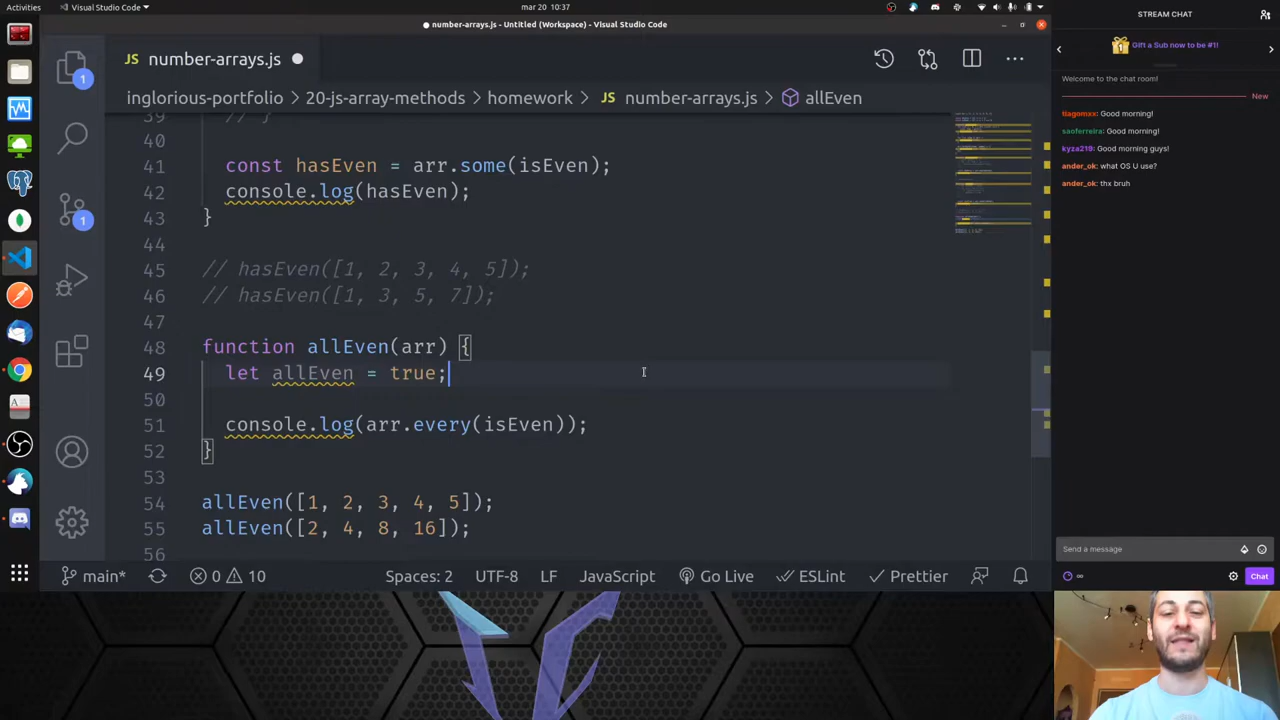 Activities
Visual Studio Code
mar 20 10:37
number-arrays.js - Untitled (Workspace) - Visual Studio Code
JS number-arrays.js
inglorious-portfolio > 20-js-array-methods > homework > JS number-arrays.js > allEven
39 // }
40
41 const hasEven = arr.some(isEven);
42 console.log(hasEven);
43 }
44
45 // hasEven([1, 2, 3, 4, 5]);
46 // hasEven([1, 3, 5, 7]);
47
48 function allEven(arr) {
49 let allEven = true;
50
51 console.log(arr.every(isEven));
52 }
53
54 allEven([1, 2, 3, 4, 5]);
55 allEven([2, 4, 8, 16]);
56
1
1
main* 0 10 Spaces: 2 UTF-8 LF JavaScript Go Live ESLint Prettier
STREAM CHAT
1 Gift a Sub now to be #1!
Welcome to the chat room!
New
tiagomxx: Good morning!
saoferreira: Good morning!
kyza219: Good morning guys!
ander_ok: what OS U use?
ander_ok: thx bruh
Send a message
∞ Chat